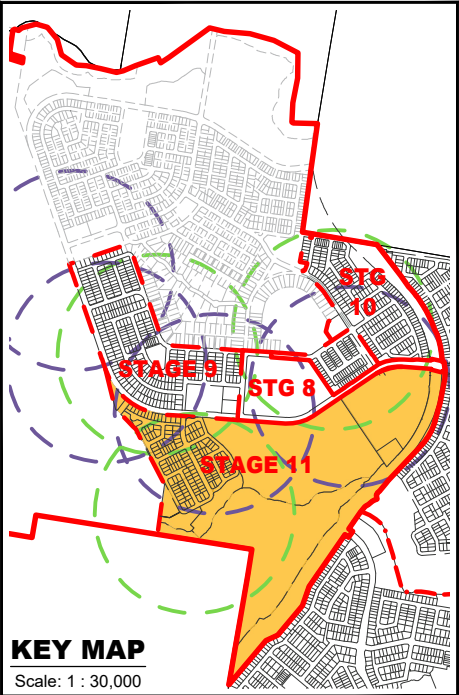 STG
10
STAGE 9
STG 8
STAGE 11
KEY MAP
Scale: 1 : 30,000